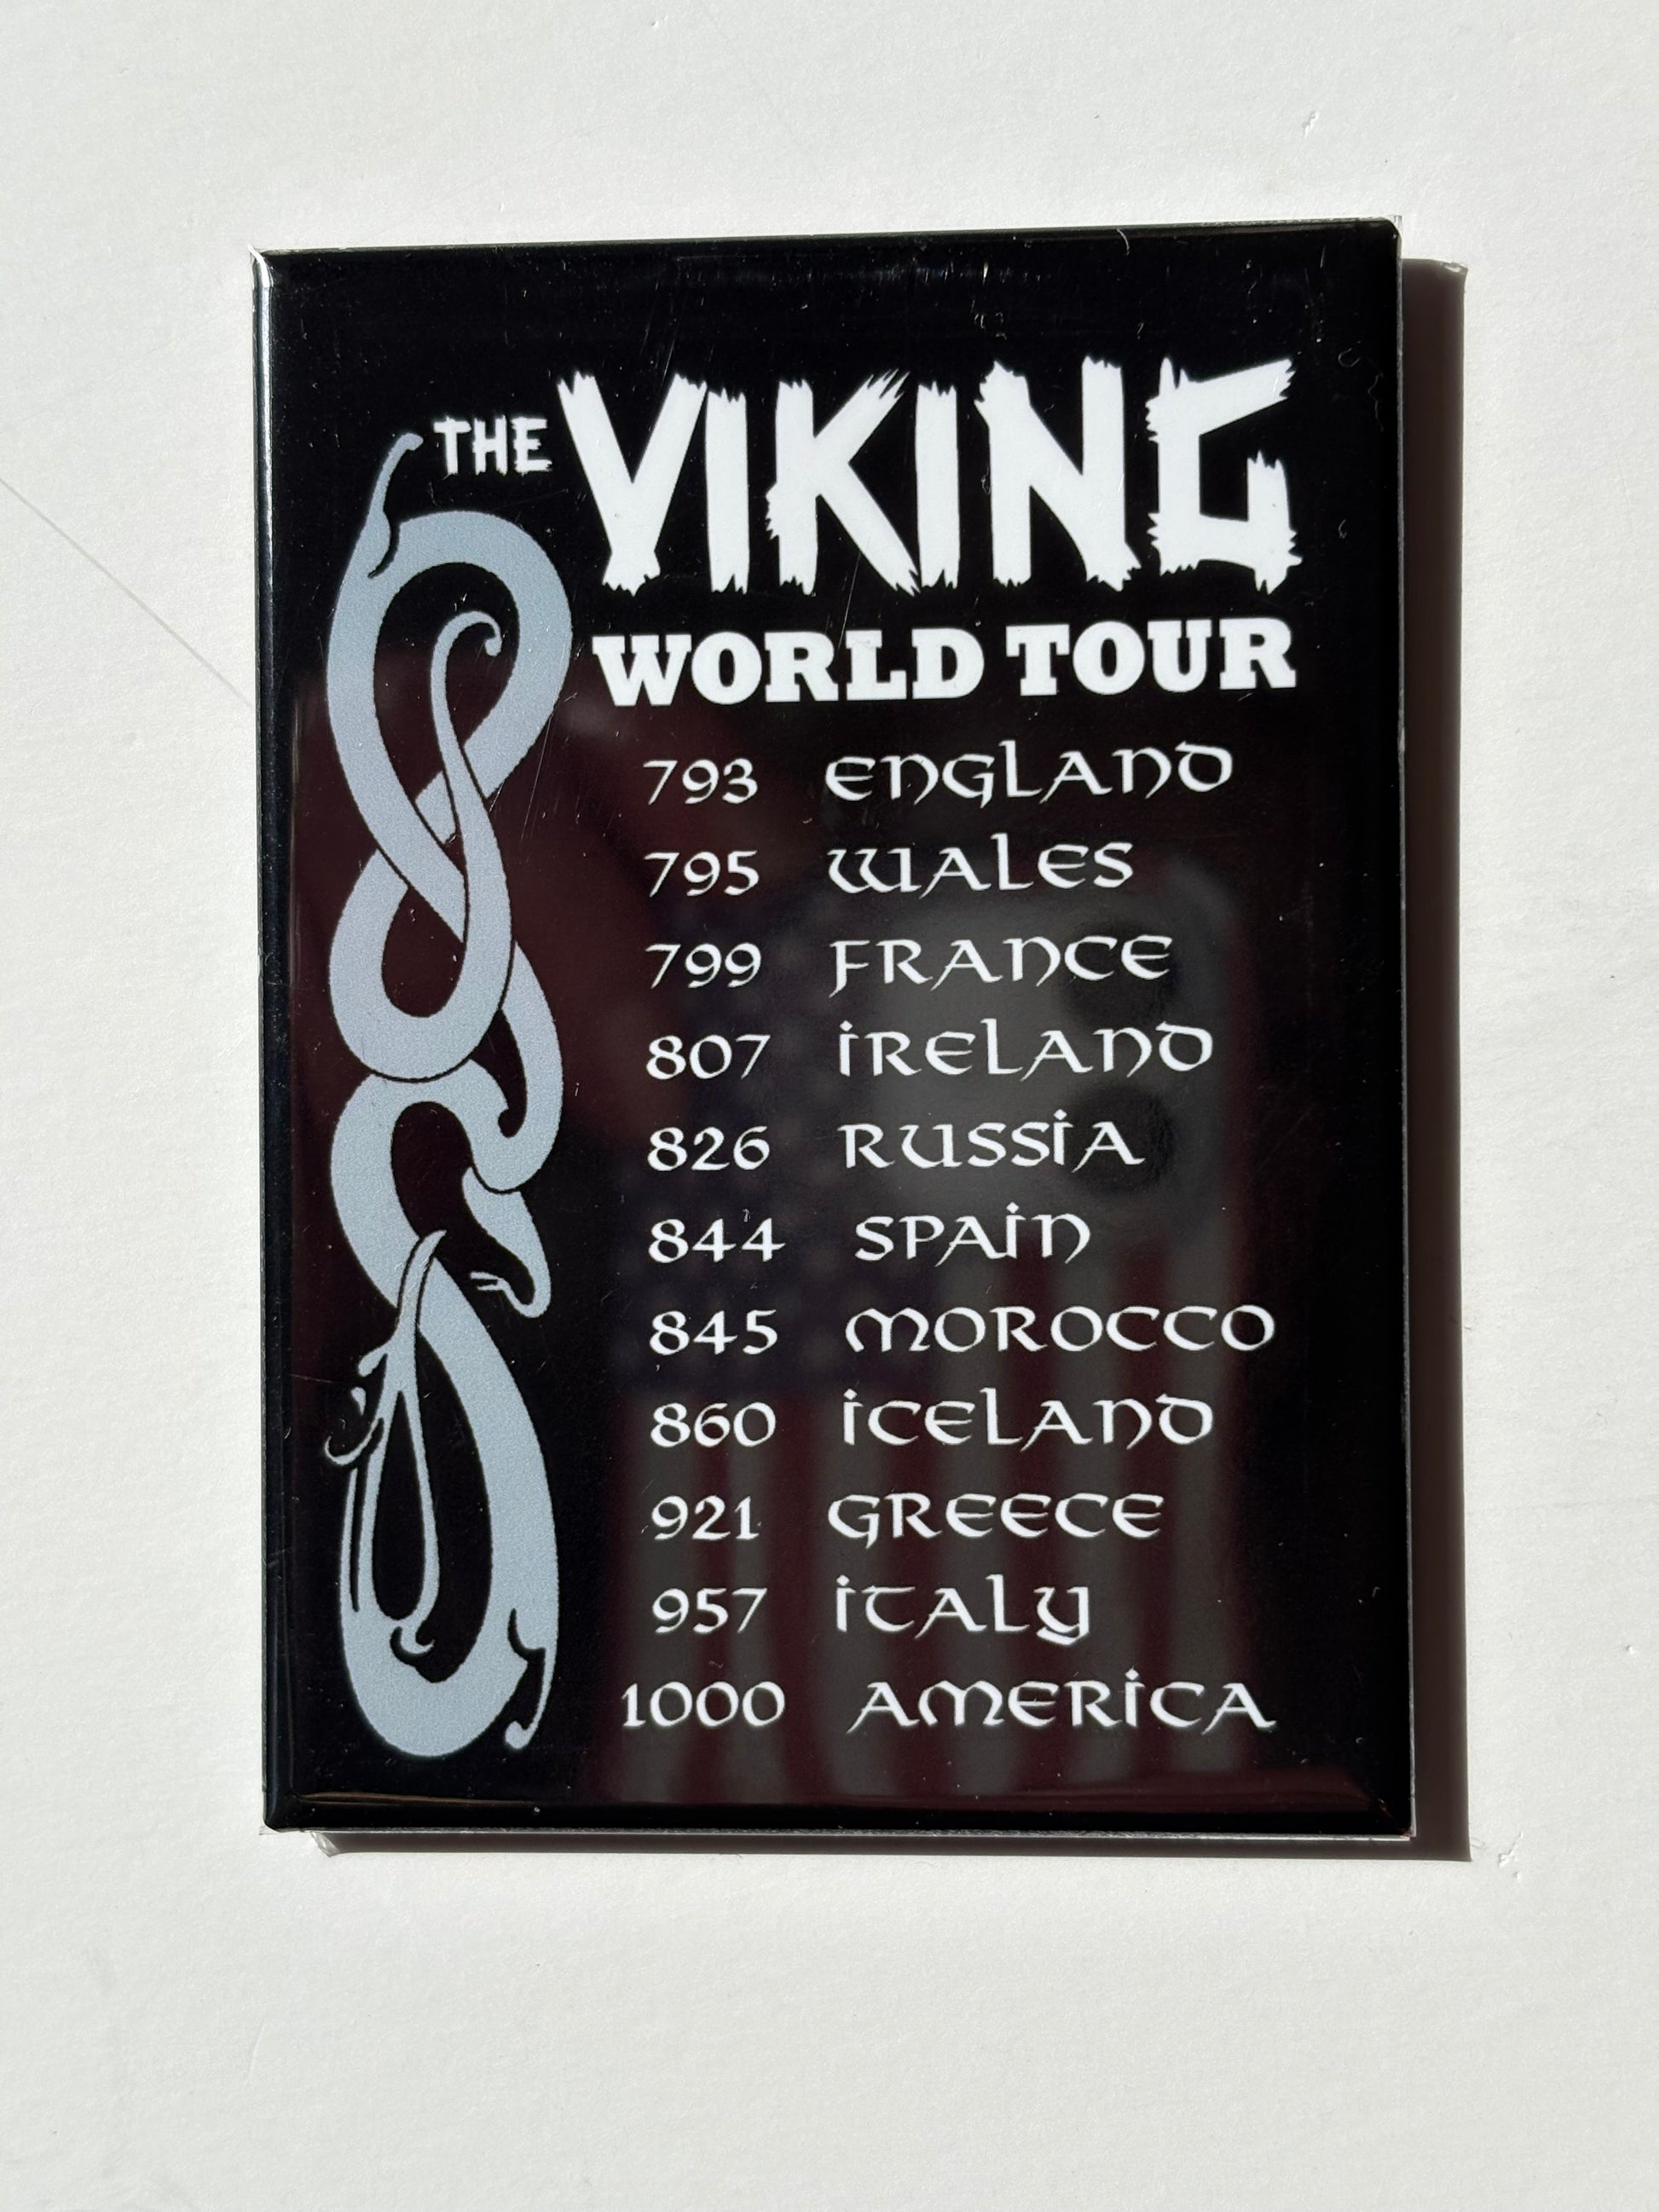 THE VIKING
WORLD TOUR
793 ENGLAND
795 WALES
799 FRANCE
807 IRELAND
826 RUSSIA
844 SPAIN
845 MOROCCO
860 ICELAND
921 GREECE
957 ITALY
1000 AMERICA